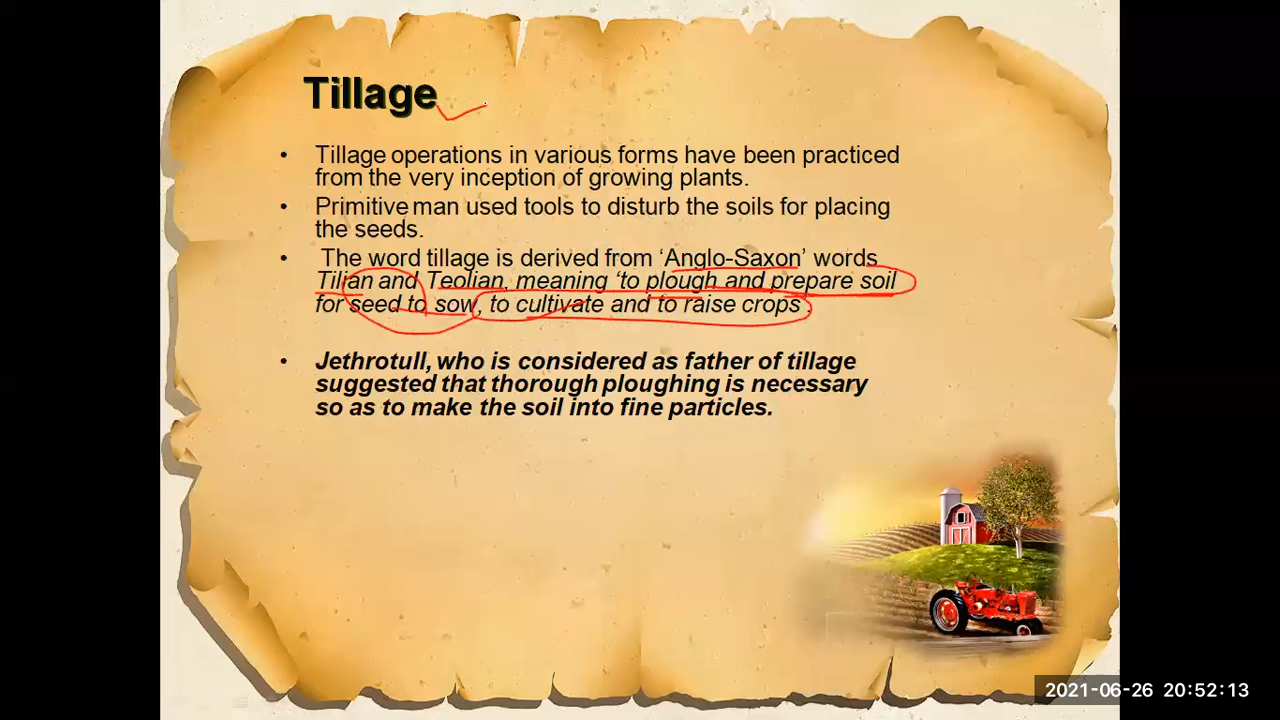 Tillage
• Tillage operations in various forms have been practiced
from the very inception of growing plants.
• Primitive man used tools to disturb the soils for placing
the seeds.
• The word tillage is derived from ‘Anglo-Saxon’ words
Tilian and Teolian, meaning ‘to plough and prepare soil
for seed to sow, to cultivate and to raise crops’.
• Jethrotull, who is considered as father of tillage
suggested that thorough ploughing is necessary
so as to make the soil into fine particles.
2021-06-26 20:52:13